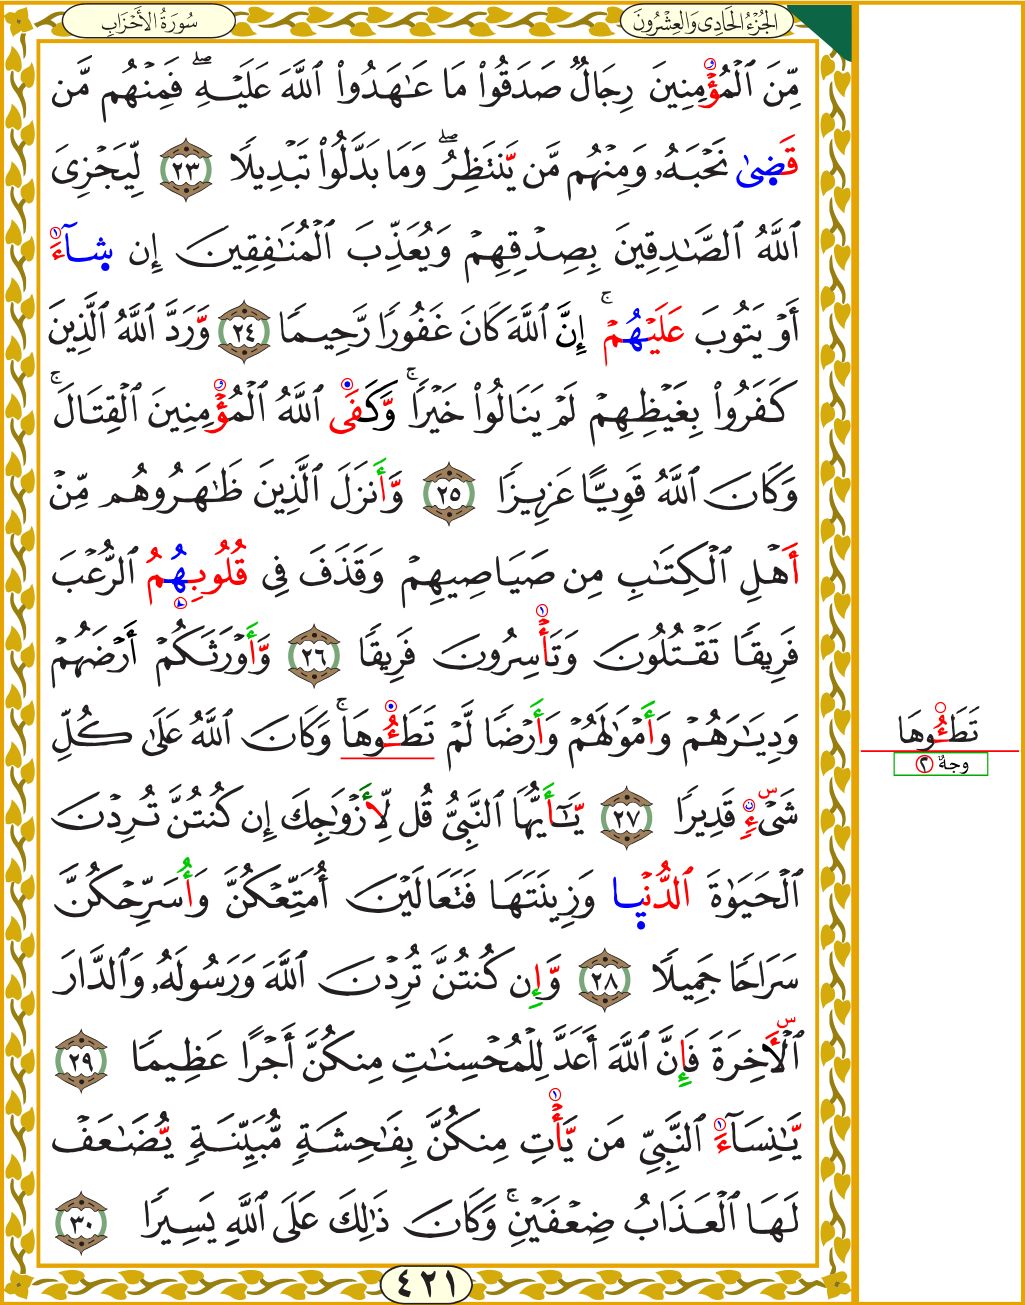 الجُزْءُ الحَادِي وَالعِشْرُونَ
سُورَةُ الأَحْزَابِ
مِّنَ ٱلْمُؤْمِنِينَ رِجَالٌ صَدَقُواْ مَا عَٰهَدُواْ ٱللَّهَ عَلَيْهِۖ فَمِنْهُم مَّن
قَضَىٰ نَحْبَهُۥ وَمِنْهُم مَّن يَنتَظِرُۖ وَمَا بَدَّلُواْ تَبْدِيلًا ٢٣ لِّيَجْزِىَ
ٱللَّهُ ٱلصَّٰدِقِينَ بِصِدْقِهِمْ وَيُعَذِّبَ ٱلْمُنَٰفِقِينَ إِن شَآءَ
أَوْ يَتُوبَ عَلَيْهُمْۚ إِنَّ ٱللَّهَ كَانَ غَفُورًا رَّحِيمًا ٢٤ وَرَدَّ ٱللَّهُ ٱلَّذِينَ
كَفَرُواْ بِغَيْظِهِمْ لَمْ يَنَالُواْ خَيْرًاۚ وَكَفَى ٱللَّهُ ٱلْمُؤْمِنِينَ ٱلْقِتَالَۚ
وَكَانَ ٱللَّهُ قَوِيًّا عَزِيزًا ٢٥ وَأَنزَلَ ٱلَّذِينَ ظَٰهَرُوهُم مِّنْ
أَهْلِ ٱلْكِتَٰبِ مِن صَيَاصِيهِمْ وَقَذَفَ فِى قُلُوبِهُمُ ٱلرُّعْبَ
فَرِيقًا تَقْتُلُونَ وَتَأْسِرُونَ فَرِيقًا ٢٦ وَأَوْرَثَكُمْ أَرْضَهُمْ
وَدِيَٰرَهُمْ وَأَمْوَٰلَهُمْ وَأَرْضًا لَّمْ تَطَـُٔوهَاۚ وَكَانَ ٱللَّهُ عَلَىٰ كُلِّ
شَىْءٍ قَدِيرًا ٢٧ يَٰٓأَيُّهَا ٱلنَّبِىُّ قُل لِّأَزْوَٰجِكَ إِن كُنتُنَّ تُرِدْنَ
ٱلْحَيَوٰةَ ٱلدُّنْيَا وَزِينَتَهَا فَتَعَالَيْنَ أُمَتِّعْكُنَّ وَأُسَرِّحْكُنَّ
سَرَاحًا جَمِيلًا ٢٨ وَإِن كُنتُنَّ تُرِدْنَ ٱللَّهَ وَرَسُولَهُۥ وَٱلدَّارَ
ٱلْأَخِرَةَ فَإِنَّ ٱللَّهَ أَعَدَّ لِلْمُحْسِنَٰتِ مِنكُنَّ أَجْرًا عَظِيمًا ٢٩
يَٰنِسَآءَ ٱلنَّبِىِّ مَن يَأْتِ مِنكُنَّ بِفَٰحِشَةٍ مُّبَيِّنَةٍ يُضَٰعَفْ
لَهَا ٱلْعَذَابُ ضِعْفَيْنِۚ وَكَانَ ذَٰلِكَ عَلَى ٱللَّهِ يَسِيرًا ٣٠
٤٢١
تَطَـُٔوهَا
وجهٌ ٢